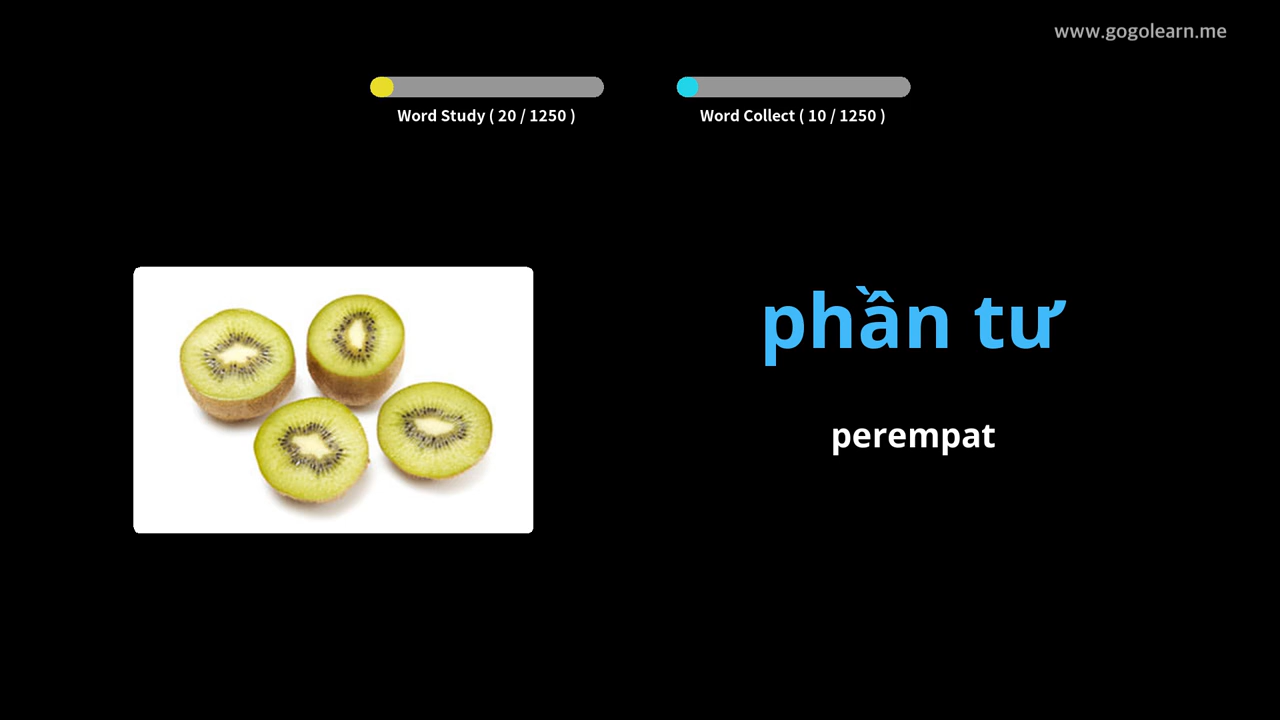 www.gogolearn.me
Word Study ( 20 / 1250 )
Word Collect ( 10 / 1250 )
phần tư
perempat